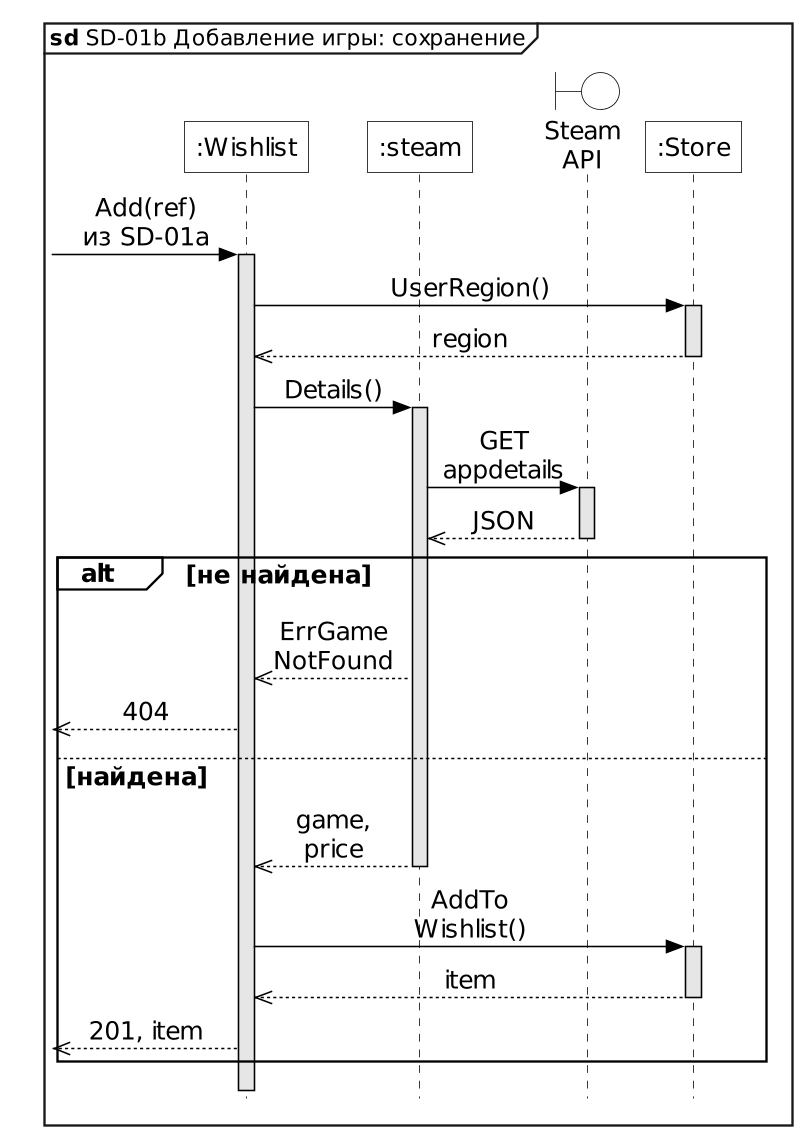 sd SD-01b Добавление игры: сохранение
Steam
API
:Wishlist
:steam
:Store
Add(ref)
из SD-01a
UserRegion()
region
Details()
GET
appdetails
JSON
alt
[не найдена]
ErrGame
NotFound
404
[найдена]
game,
price
AddTo
Wishlist()
item
201, item